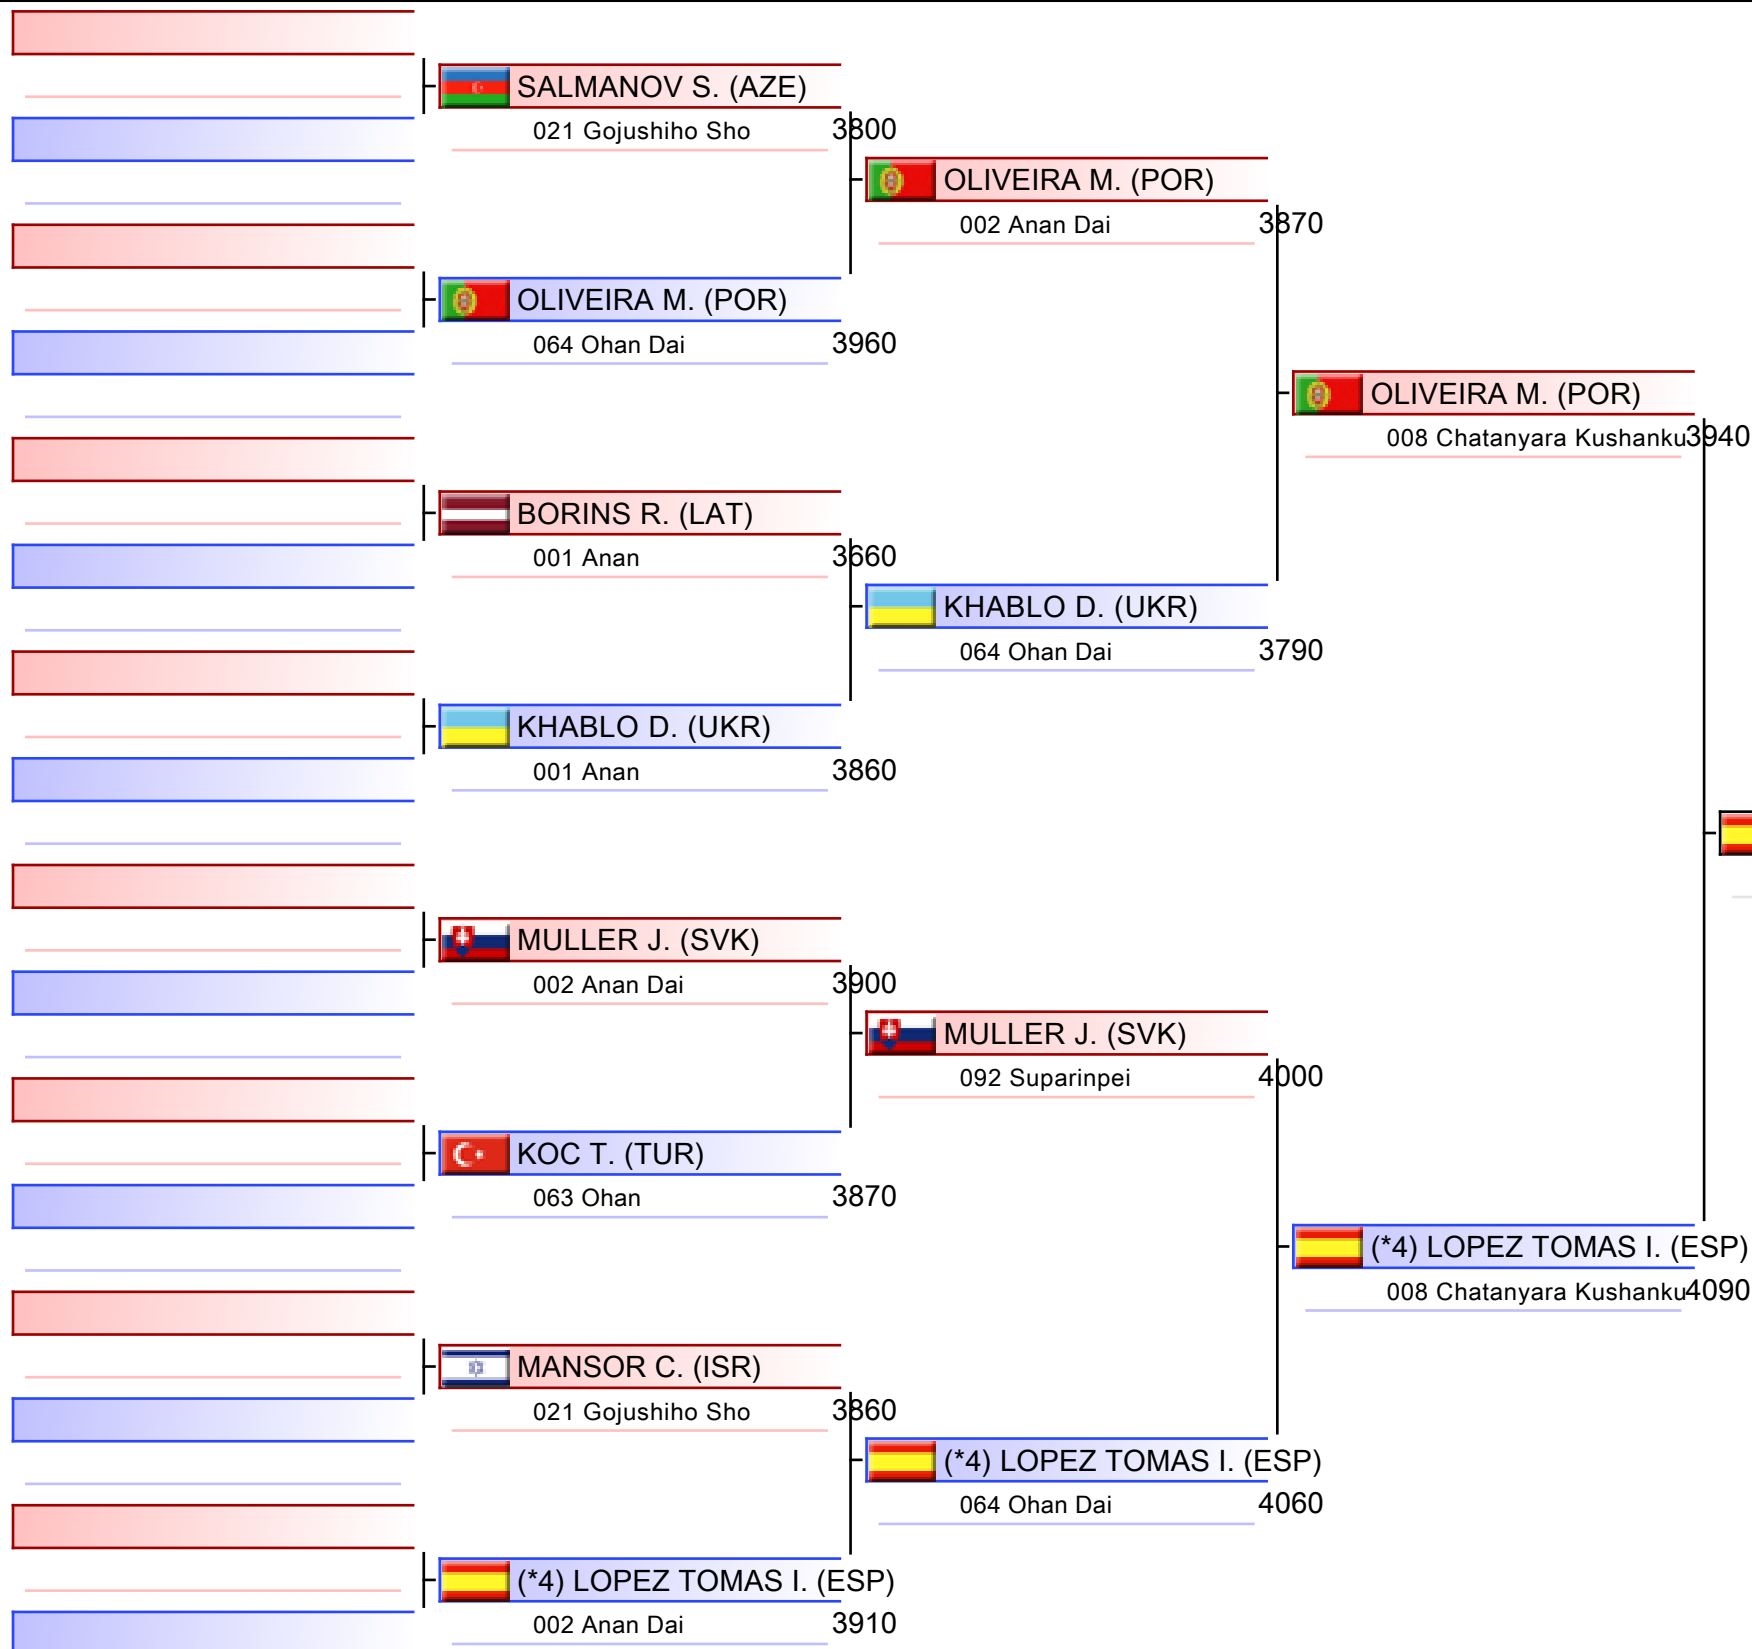 SALMANOV S. (AZE)
021 Gojushiho Sho 3800
OLIVEIRA M. (POR)
002 Anan Dai 3870
OLIVEIRA M. (POR)
064 Ohan Dai 3960
OLIVEIRA M. (POR)
008 Chatanyara Kushanku 3940
BORINS R. (LAT)
001 Anan 3660
KHABLO D. (UKR)
064 Ohan Dai 3790
KHABLO D. (UKR)
001 Anan 3860
MULLER J. (SVK)
002 Anan Dai 3900
MULLER J. (SVK)
092 Suparinpei 4000
KOC T. (TUR)
063 Ohan 3870
(*4) LOPEZ TOMAS I. (ESP)
008 Chatanyara Kushanku 4090
MANSOR C. (ISR)
021 Gojushiho Sho 3860
(*4) LOPEZ TOMAS I. (ESP)
064 Ohan Dai 4060
(*4) LOPEZ TOMAS I. (ESP)
002 Anan Dai 3910